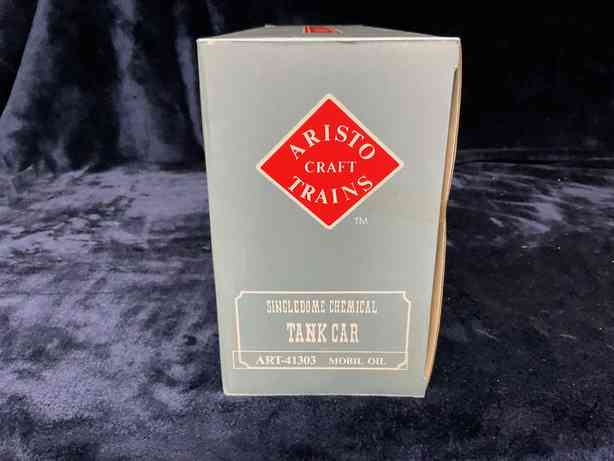 ARISTO
CRAFT
TRAINS
TM
SINGLEDOME CHEMICAL
TANK CAR
ART-41303 MOBIL OIL